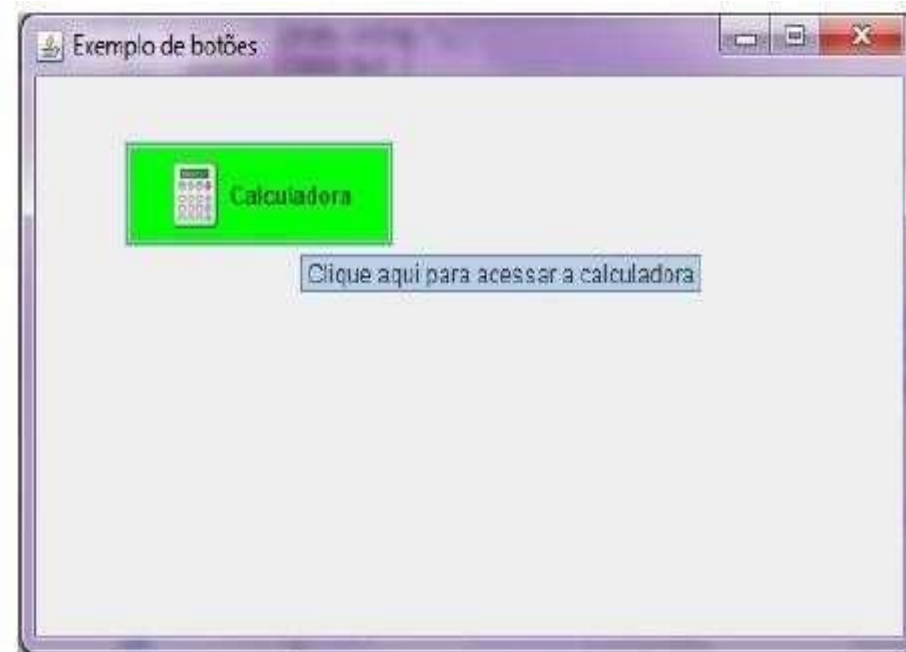 Exemplo de botões
Calculadora
Clique aqui para acessar a calculadora